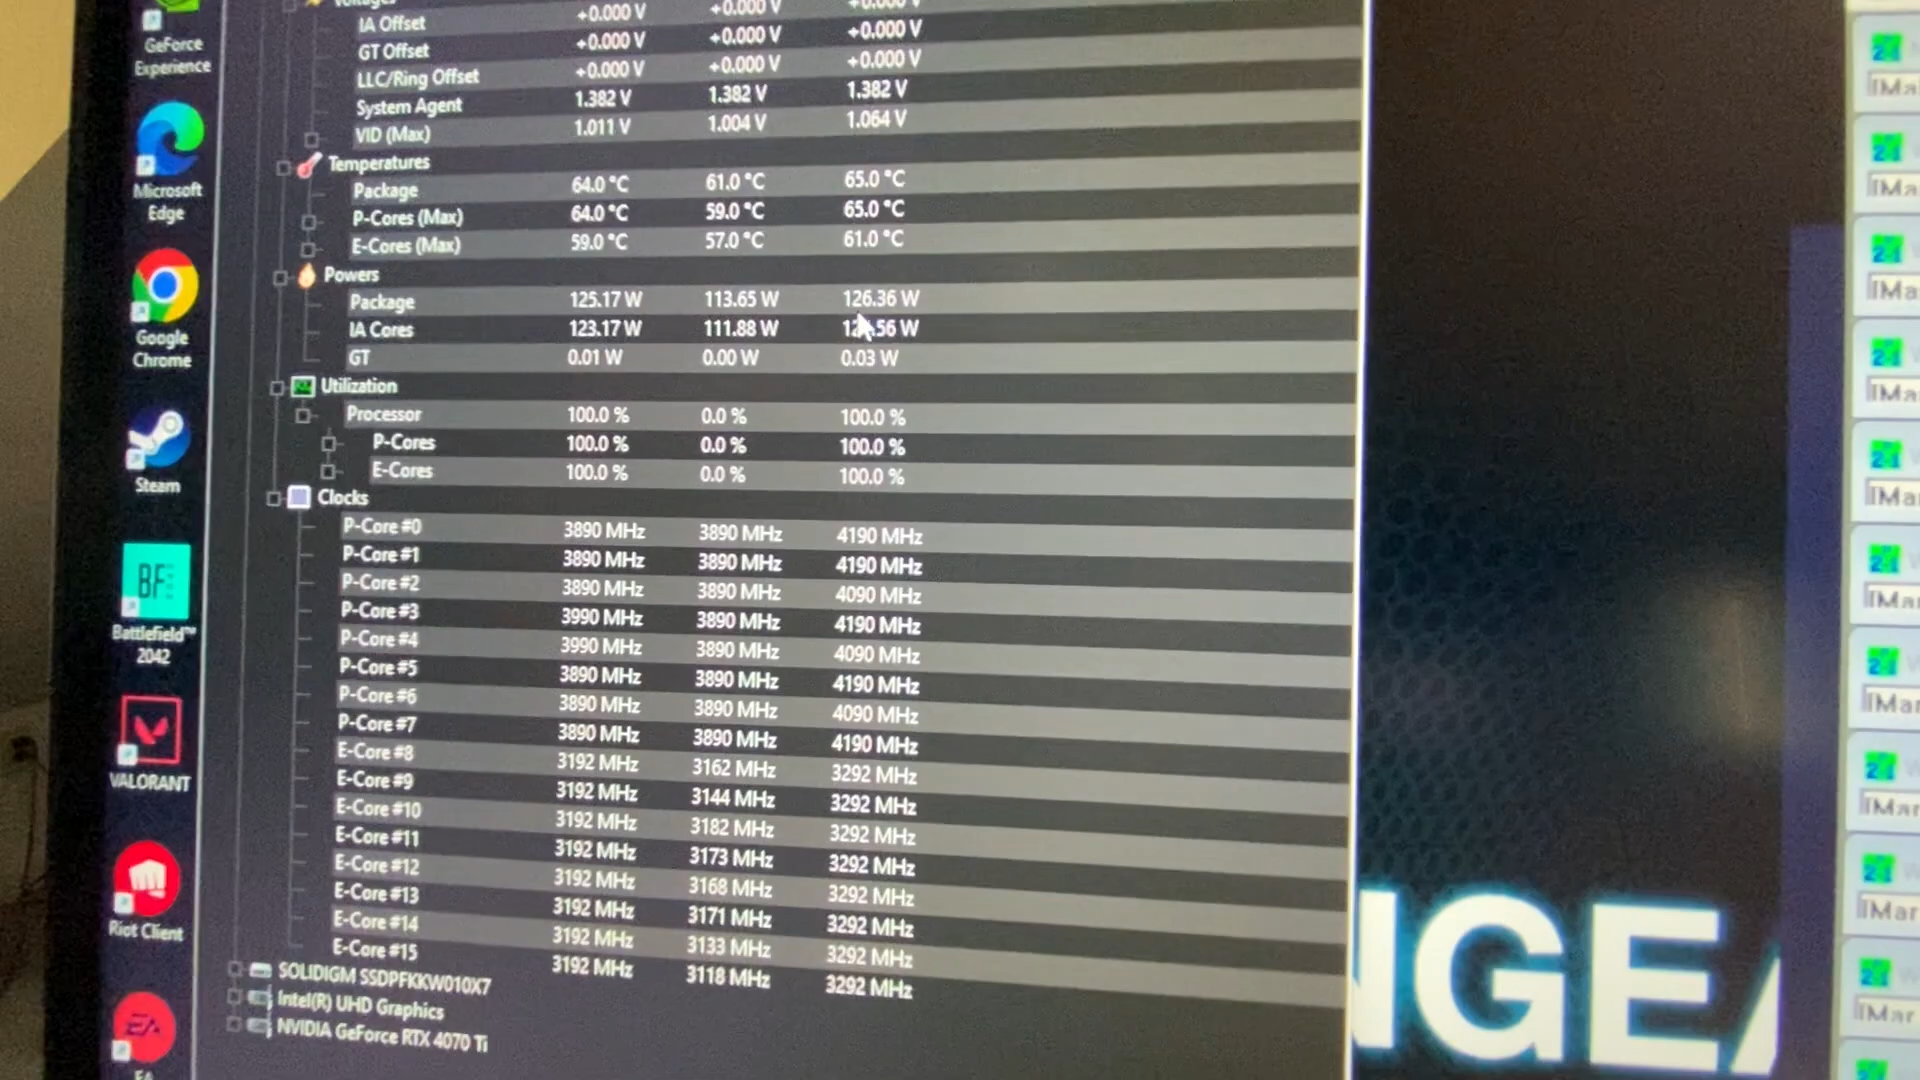 GeForce
Experience
Microsoft
Edge
Google
Chrome
Steam
Battlefield™
2042
VALORANT
Riot Client
EA
Voltages +0.000 V +0.000 V +0.000 V
IA Offset +0.000 V +0.000 V +0.000 V
GT Offset +0.000 V +0.000 V +0.000 V
LLC/Ring Offset
System Agent 1.382 V 1.382 V 1.382 V
VID (Max) 1.011 V 1.004 V 1.064 V
Temperatures
Package 64.0 °C 61.0 °C 65.0 °C
P-Cores (Max) 64.0 °C 59.0 °C 65.0 °C
E-Cores (Max) 59.0 °C 57.0 °C 61.0 °C
Powers
Package 125.17 W 113.65 W 126.36 W
IA Cores 123.17 W 111.88 W .56 W
GT 0.01 W 0.00 W 0.03 W
Utilization
Processor 100.0 % 0.0 % 100.0 %
P-Cores 100.0 % 0.0 % 100.0 %
E-Cores 100.0 % 0.0 % 100.0 %
Clocks
P-Core #0 3890 MHz 3890 MHz 4190 MHz
P-Core #1 3890 MHz 3890 MHz 4190 MHz
P-Core #2 3890 MHz 3890 MHz 4090 MHz
P-Core #3 3990 MHz 3890 MHz 4190 MHz
P-Core #4 3990 MHz 3890 MHz 4090 MHz
P-Core #5 3890 MHz 3890 MHz 4190 MHz
P-Core #6 3890 MHz 3890 MHz 4090 MHz
P-Core #7 3890 MHz 3890 MHz 4190 MHz
E-Core #8 3192 MHz 3162 MHz 3292 MHz
E-Core #9 3192 MHz 3144 MHz 3292 MHz
E-Core #10 3192 MHz 3182 MHz 3292 MHz
E-Core #11 3192 MHz 3173 MHz 3292 MHz
E-Core #12 3192 MHz 3168 MHz 3292 MHz
E-Core #13 3192 MHz 3171 MHz 3292 MHz
E-Core #14 3192 MHz 3133 MHz 3292 MHz
E-Core #15 3192 MHz 3118 MHz 3292 MHz
SOLIDIGM SSDPFKKW010X7
Intel(R) UHD Graphics
NVIDIA GeForce RTX 4070 Ti
NGEA
[Mar
[Mar
[Mar
[Mar
[Mar